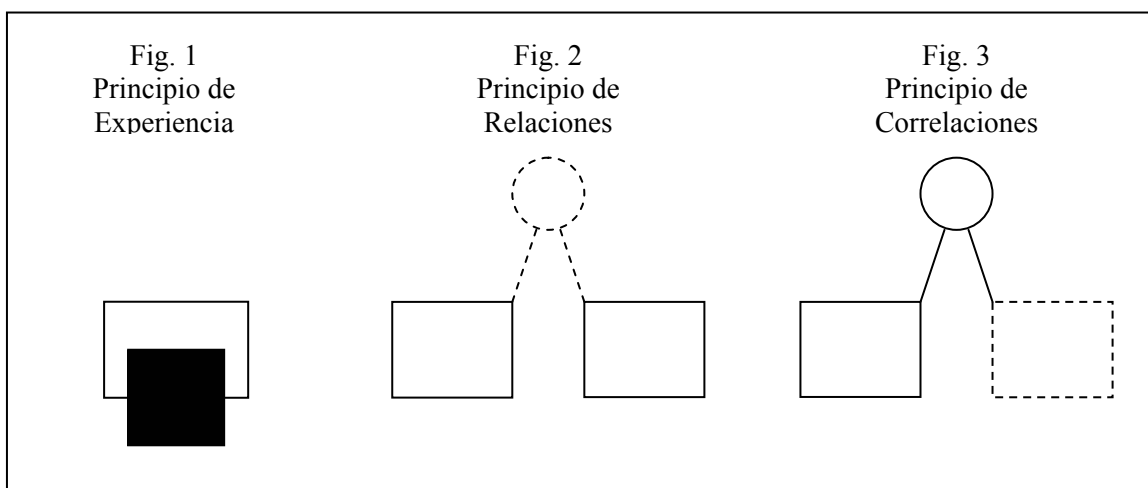 Fig. 1
Principio de
Experiencia
Fig. 2
Principio de
Relaciones
Fig. 3
Principio de
Correlaciones